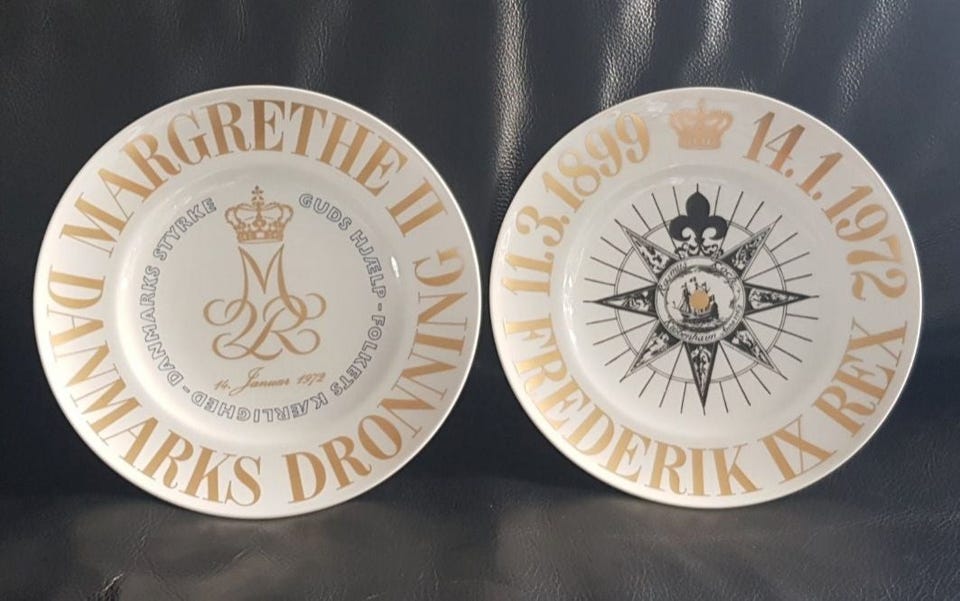 MARGRETHE II
DANMARKS DRONNING
GUDS HJÆLP - FOLKETS KÆRLIGHED - DANMARKS STYRKE
M2R
14. Januar 1972
11.3.1899
14.1.1972
FREDERIK IX REX